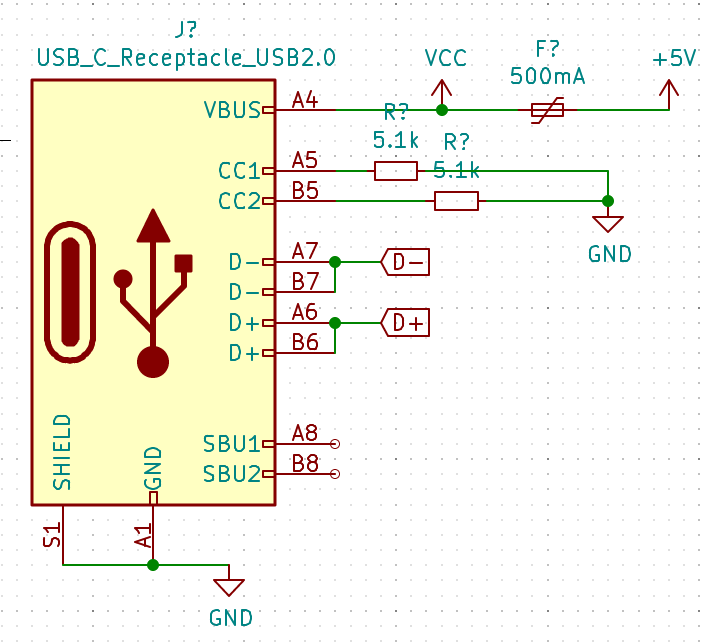 J?
USB_C_Receptacle_USB2.0
VCC
F?
500mA
+5V
VBUS
A4
R?
5.1k
R?
5.1k
CC1
A5
CC2
B5
GND
D-
A7
D-
D-
B7
D+
A6
D+
D+
B6
SBU1
A8
SBU2
B8
SHIELD
GND
S1
A1
GND